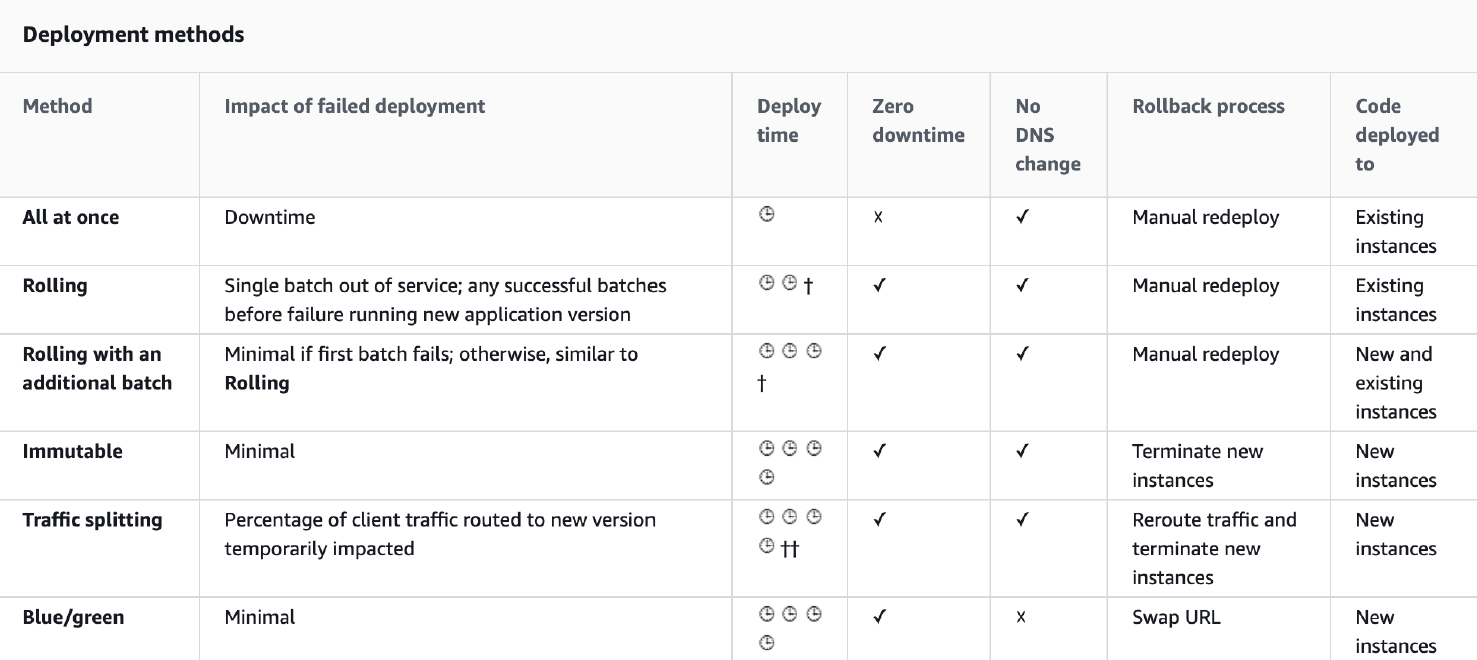 Deployment methods
Method Impact of failed deployment Deploy time Zero downtime No DNS change Rollback process Code deployed to
All at once Downtime 🕒 ☓ ✓ Manual redeploy Existing instances
Rolling Single batch out of service; any successful batches before failure running new application version 🕒 🕒 † ✓ ✓ Manual redeploy Existing instances
Rolling with an additional batch Minimal if first batch fails; otherwise, similar to Rolling 🕒 🕒 🕒 † ✓ ✓ Manual redeploy New and existing instances
Immutable Minimal 🕒 🕒 🕒 🕒 ✓ ✓ Terminate new instances New instances
Traffic splitting Percentage of client traffic routed to new version temporarily impacted 🕒 🕒 🕒 🕒 †† ✓ ✓ Reroute traffic and terminate new instances New instances
Blue/green Minimal 🕒 🕒 🕒 🕒 ✓ ☓ Swap URL New instances